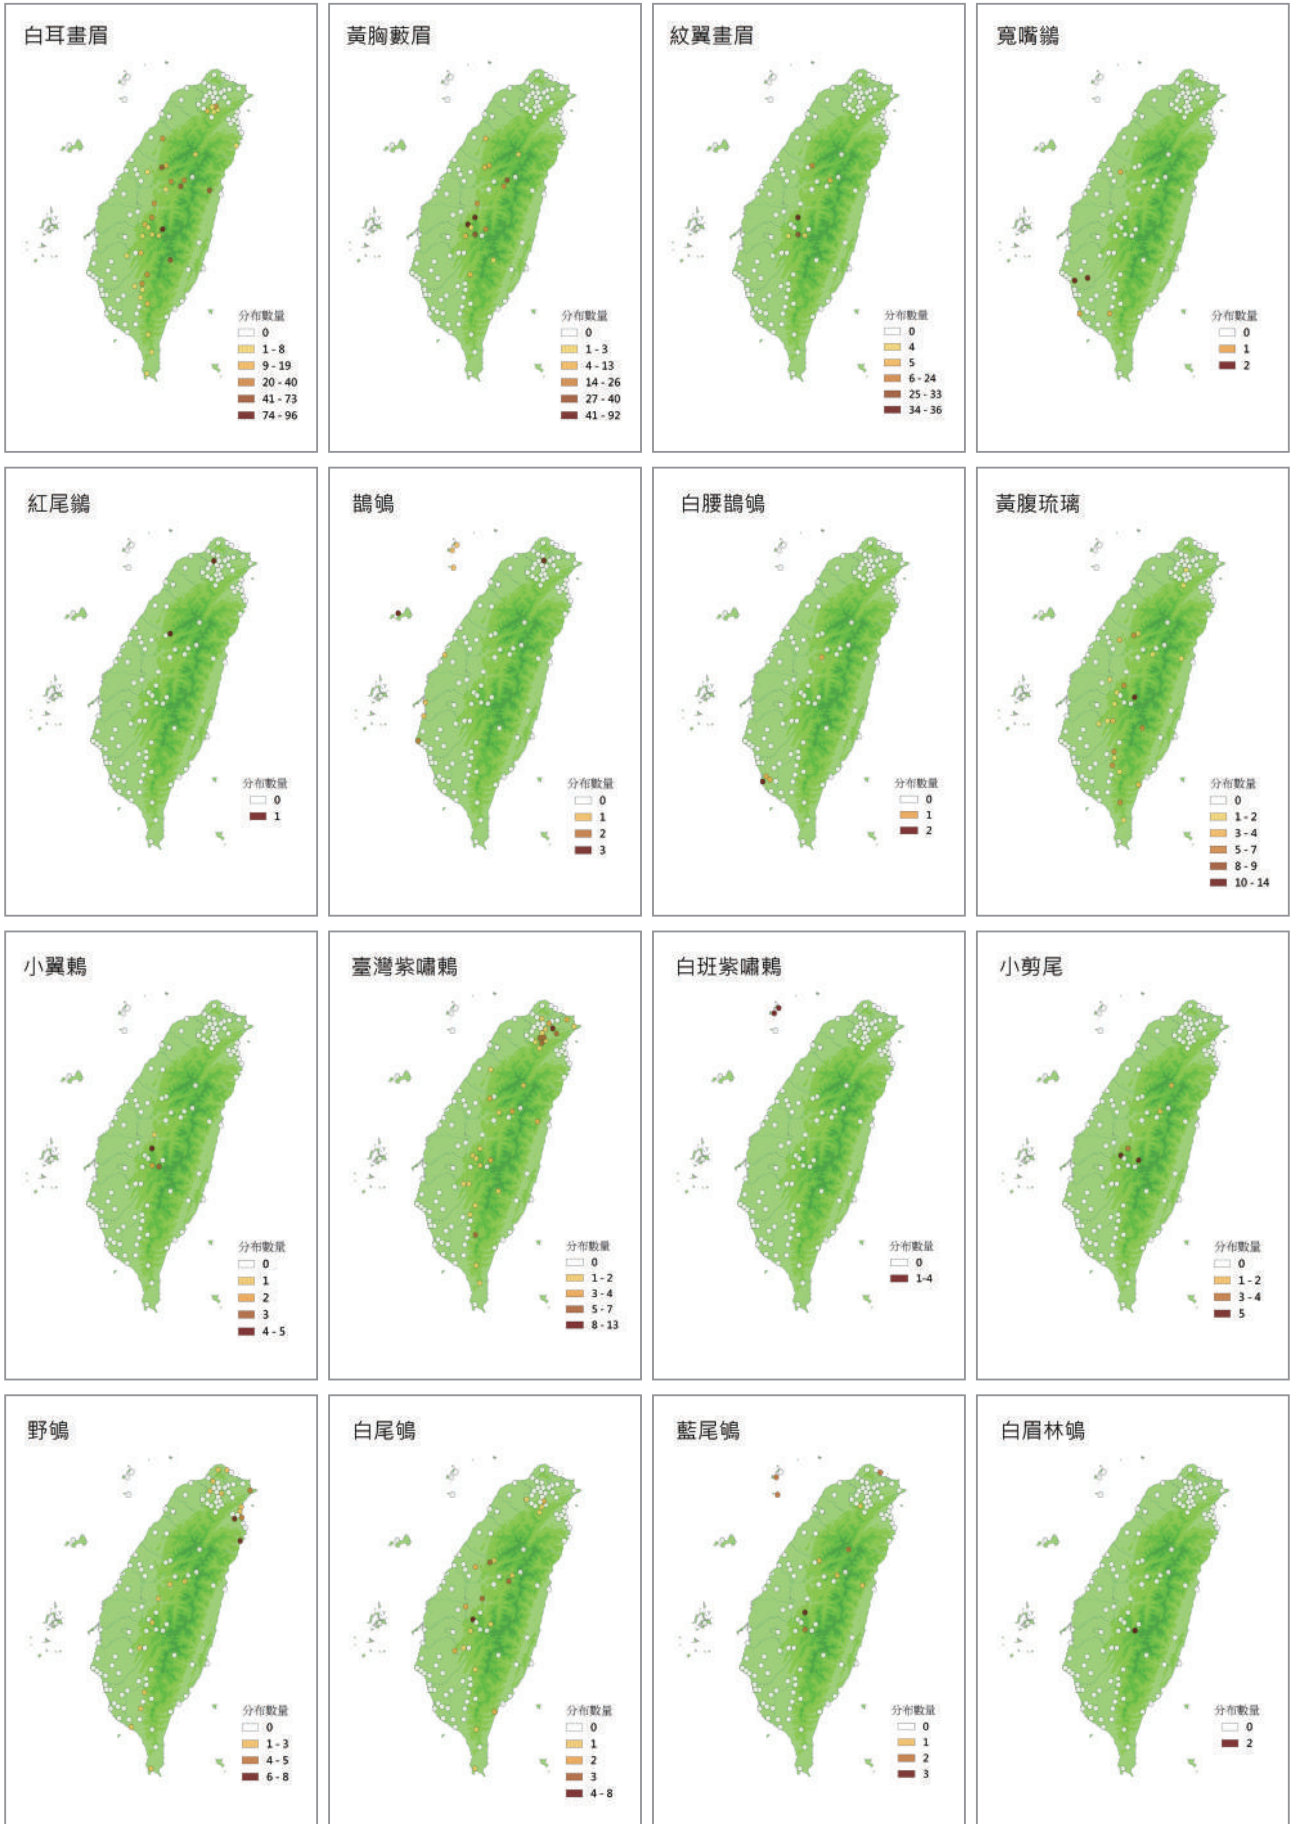 白耳畫眉
分布數量
0
1 - 8
9 - 19
20 - 40
41 - 73
74 - 96
黃胸藪眉
分布數量
0
1 - 3
4 - 13
14 - 26
27 - 40
41 - 92
紋翼畫眉
分布數量
0
4
5
6 - 24
25 - 33
34 - 36
寬嘴鶲
分布數量
0
1
2
紅尾鶲
分布數量
0
1
鵲鴝
分布數量
0
1
2
3
白腰鵲鴝
分布數量
0
1
2
黃腹琉璃
分布數量
0
1 - 2
3 - 4
5 - 7
8 - 9
10 - 14
小翼鶇
分布數量
0
1
2
3
4 - 5
臺灣紫嘯鶇
分布數量
0
1 - 2
3 - 4
5 - 7
8 - 13
白斑紫嘯鶇
分布數量
0
1-4
小剪尾
分布數量
0
1 - 2
3 - 4
5
野鴝
分布數量
0
1 - 3
4 - 5
6 - 8
白尾鴝
分布數量
0
1
2
3
4 - 8
藍尾鴝
分布數量
0
1
2
3
白眉林鴝
分布數量
0
2